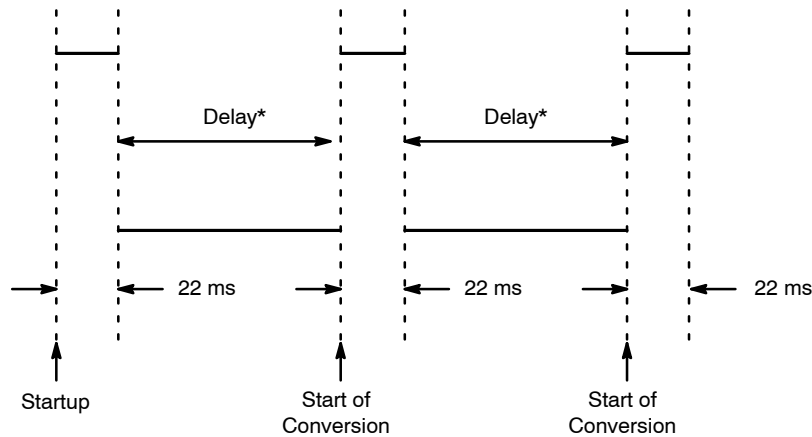 Delay*
Delay*
22 ms
22 ms
22 ms
Startup
Start of
Conversion
Start of
Conversion